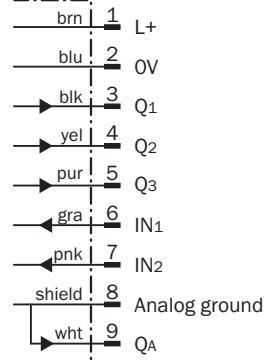 brn 1 L+
blu 2 0V
blk 3 Q1
yel 4 Q2
pur 5 Q3
gra 6 IN1
pnk 7 IN2
shield 8 Analog ground
wht 9 QA